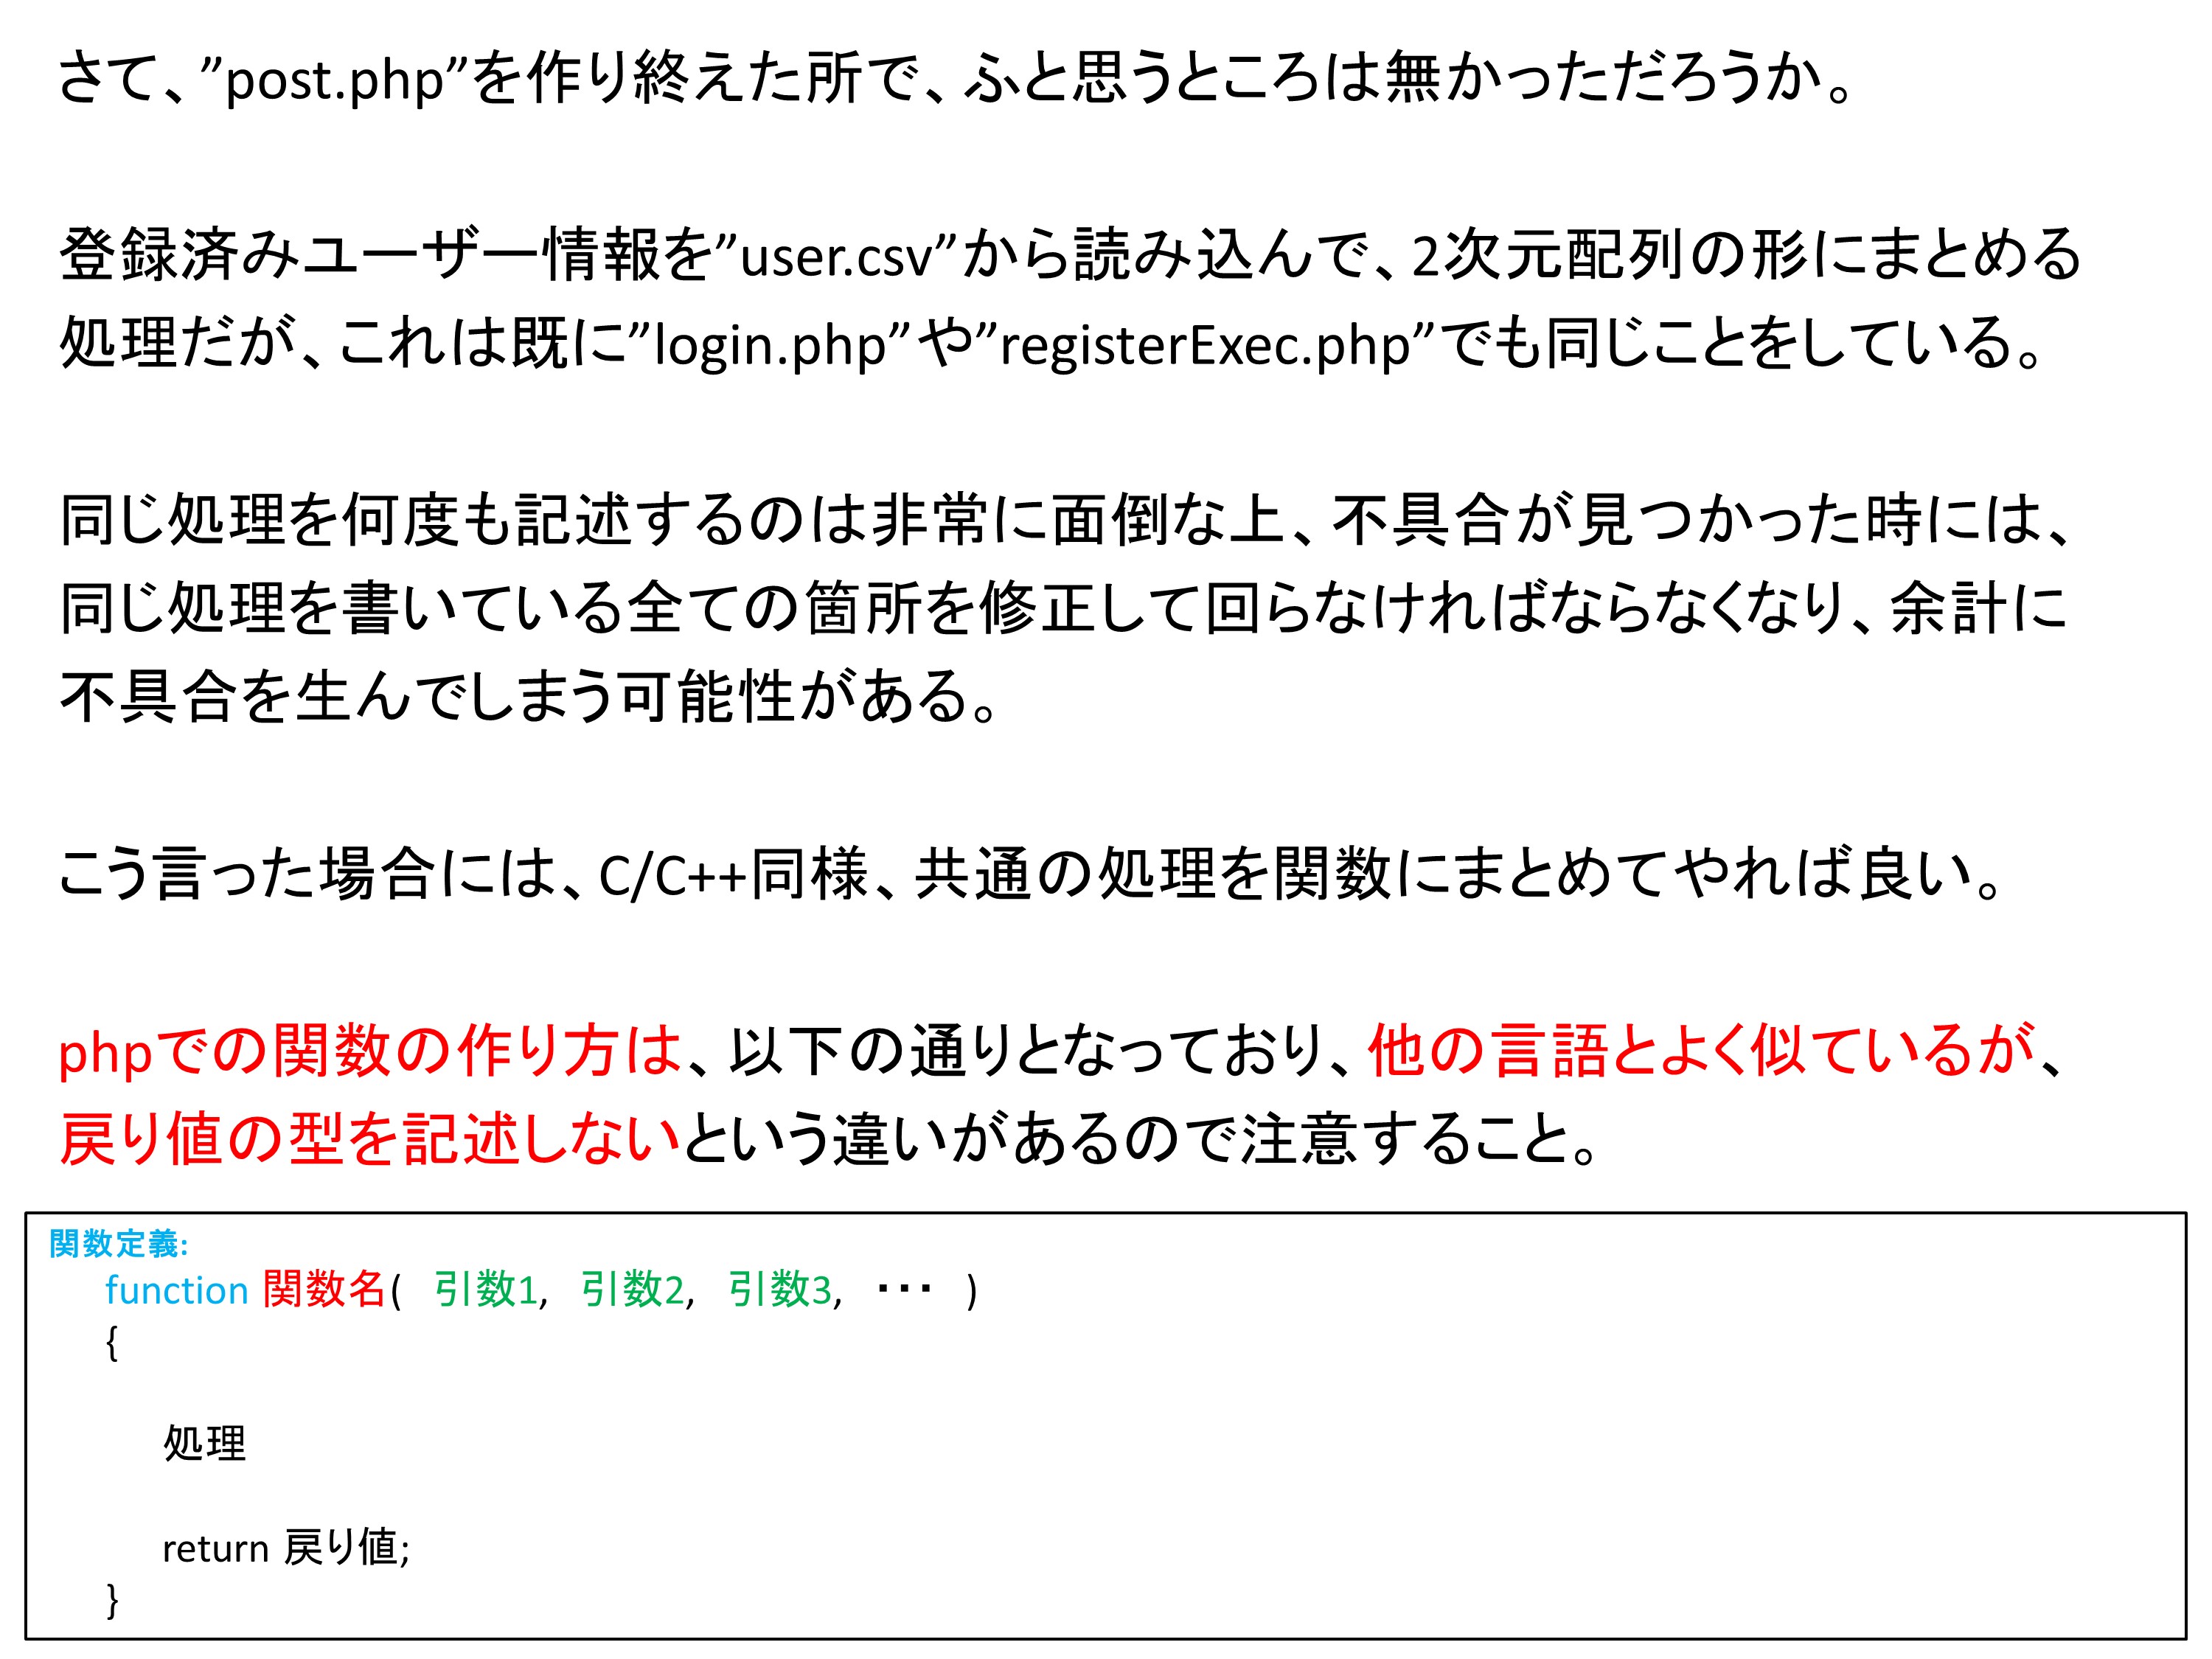 さて、”post.php”を作り終えた所で、ふと思うところは無かっただろうか。
登録済みユーザー情報を”user.csv”から読み込んで、2次元配列の形にまとめる
処理だが、これは既に”login.php”や”registerExec.php”でも同じことをしている。
同じ処理を何度も記述するのは非常に面倒な上、不具合が見つかった時には、
同じ処理を書いている全ての箇所を修正して回らなければならなくなり、余計に
不具合を生んでしまう可能性がある。
こう言った場合には、C/C++同様、共通の処理を関数にまとめてやれば良い。
phpでの関数の作り方は、以下の通りとなっており、他の言語とよく似ているが、
戻り値の型を記述しないという違いがあるので注意すること。
関数定義:
function 関数名( 引数1, 引数2, 引数3, ・・・ )
{
処理
return 戻り値;
}